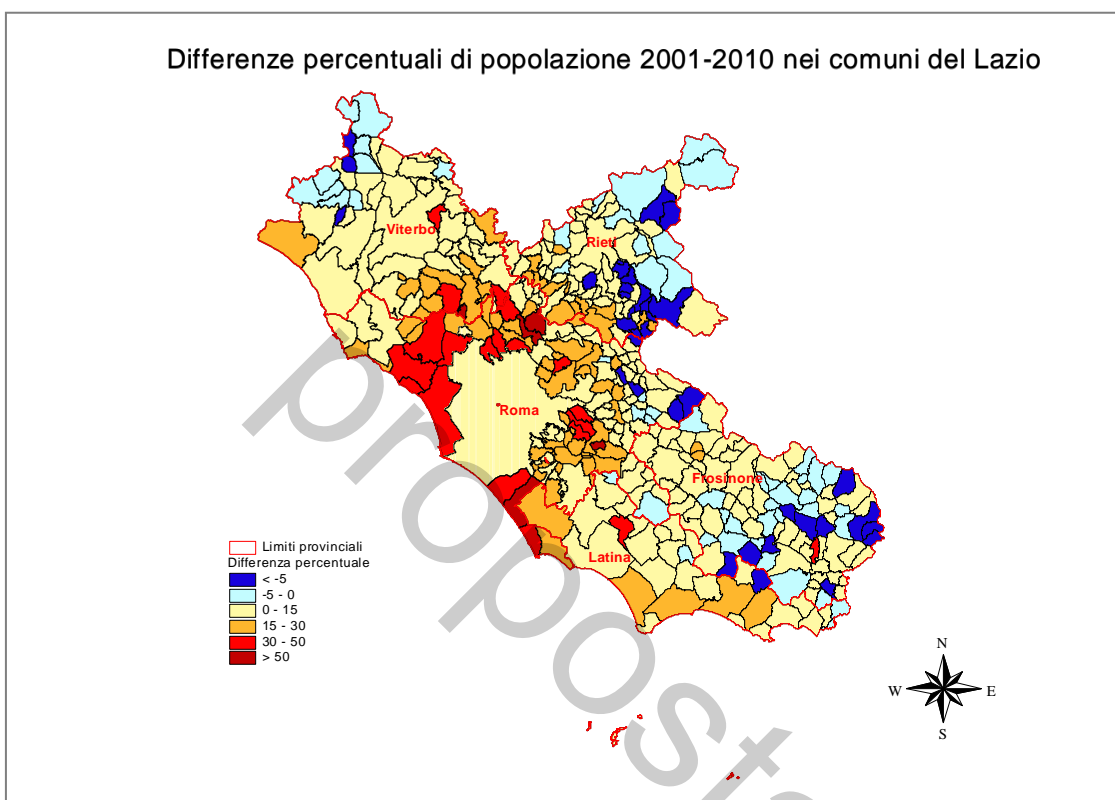 Differenze percentuali di popolazione 2001-2010 nei comuni del Lazio
Viterbo
Rieti
Roma
Frosinone
Latina
Limiti provinciali
Differenza percentuale
< -5
-5 - 0
0 - 15
15 - 30
30 - 50
> 50
N
W E
S
proposta